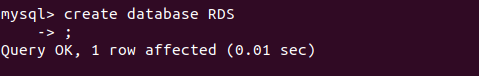 mysql> create database RDS
    -> ;
Query OK, 1 row affected (0.01 sec)